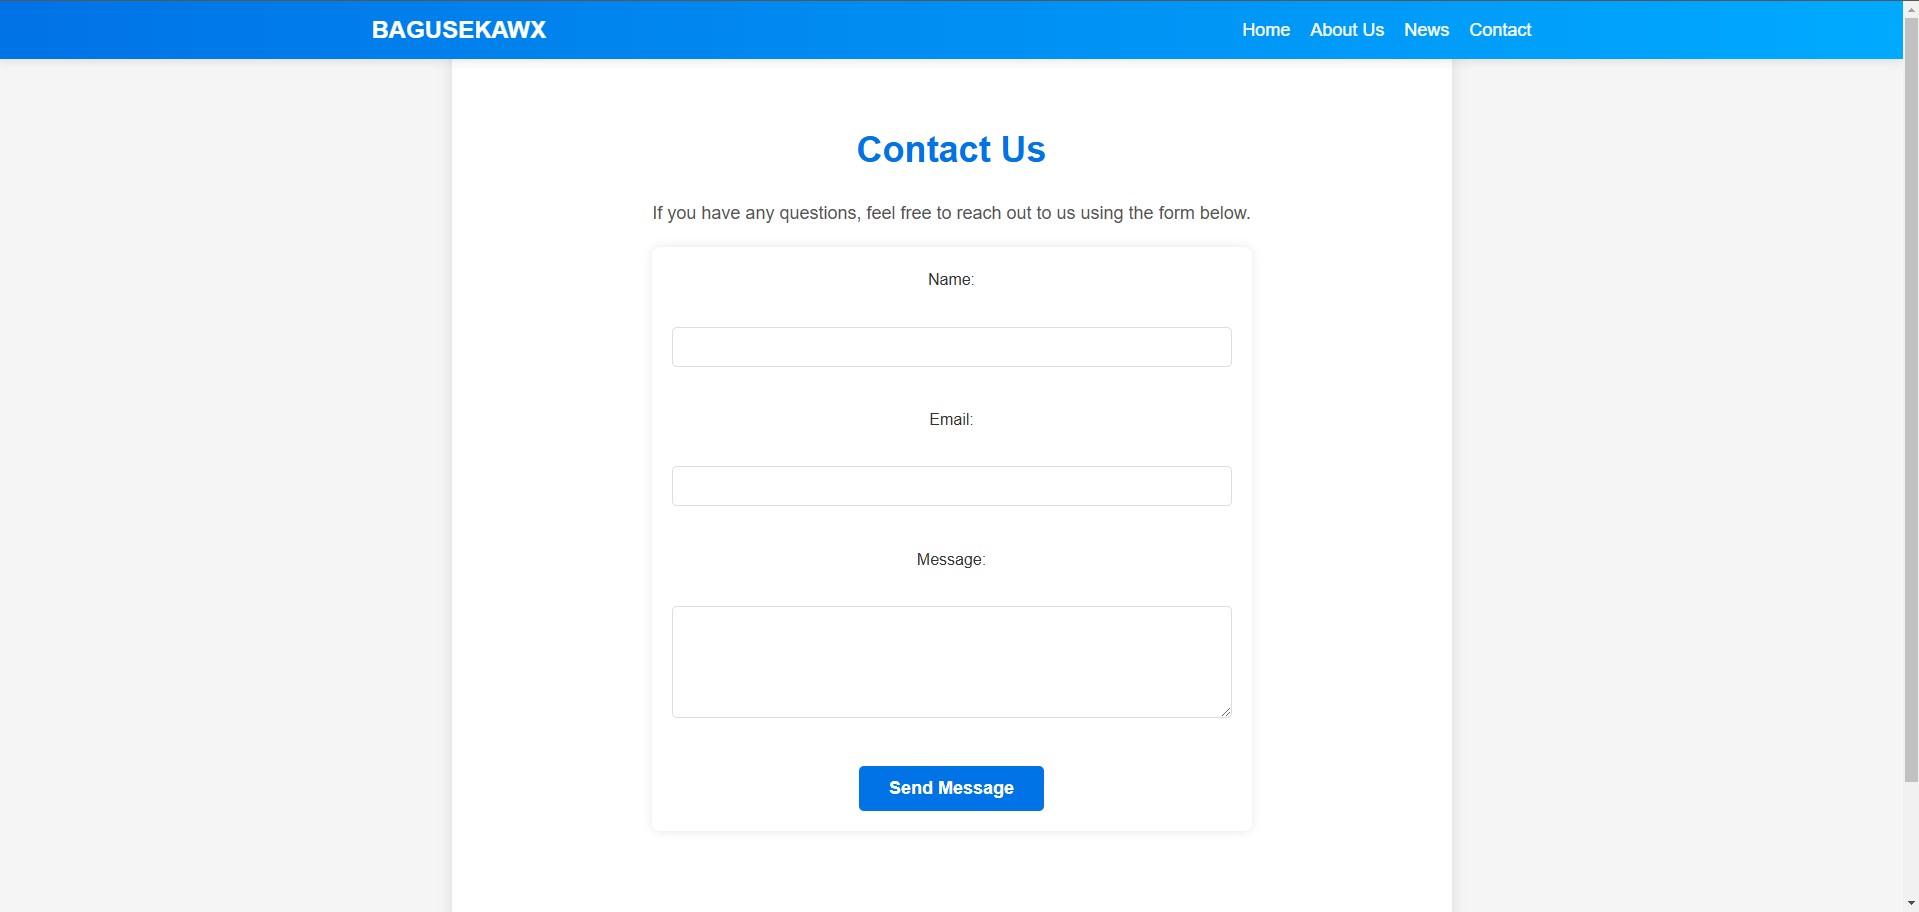 BAGUSEKAWX Home About Us News Contact
Contact Us
If you have any questions, feel free to reach out to us using the form below.
Name:
Email:
Message:
Send Message